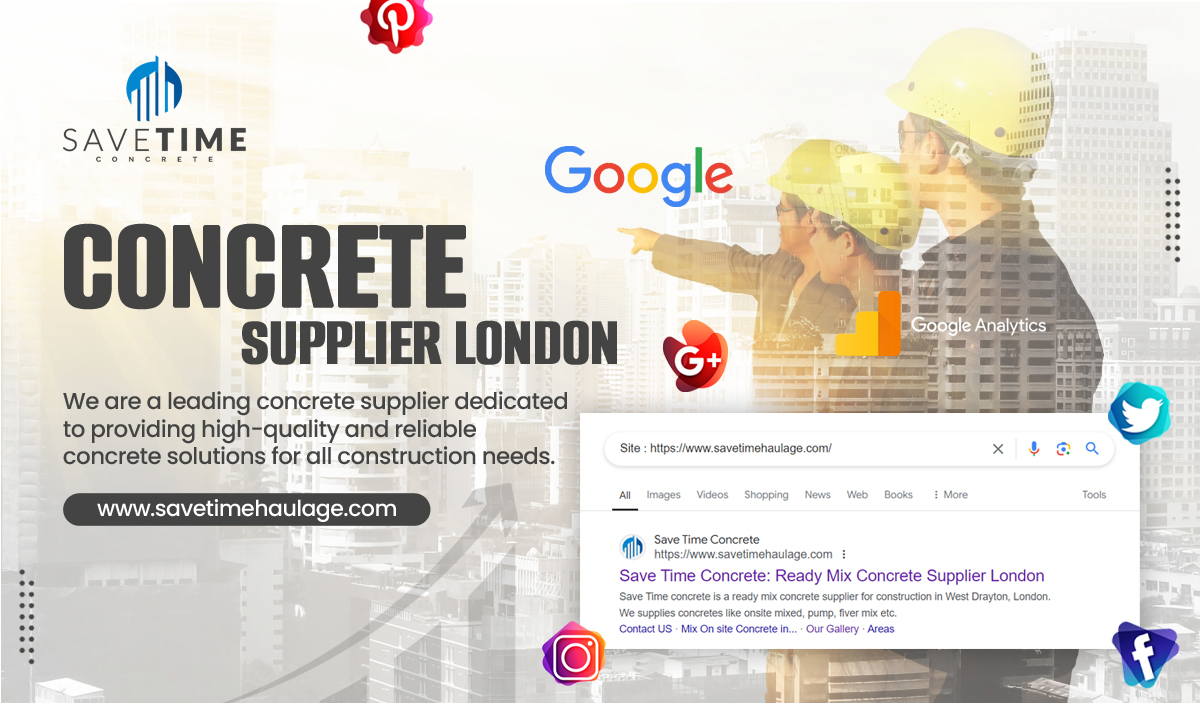 SAVETIME
CONCRETE
Google
CONCRETE
SUPPLIER LONDON
Google Analytics
G+
We are a leading concrete supplier dedicated
to providing high-quality and reliable
concrete solutions for all construction needs.
www.savetimehaulage.com
Site : https://www.savetimehaulage.com/
All Images Videos Shopping News Web Books More Tools
Save Time Concrete
https://www.savetimehaulage.com
Save Time Concrete: Ready Mix Concrete Supplier London
Save Time concrete is a ready mix concrete supplier for construction in West Drayton, London.
We supplies concretes like onsite mixed, pump, fiver mix etc.
Contact US · Mix On site Concrete in... · Our Gallery · Areas